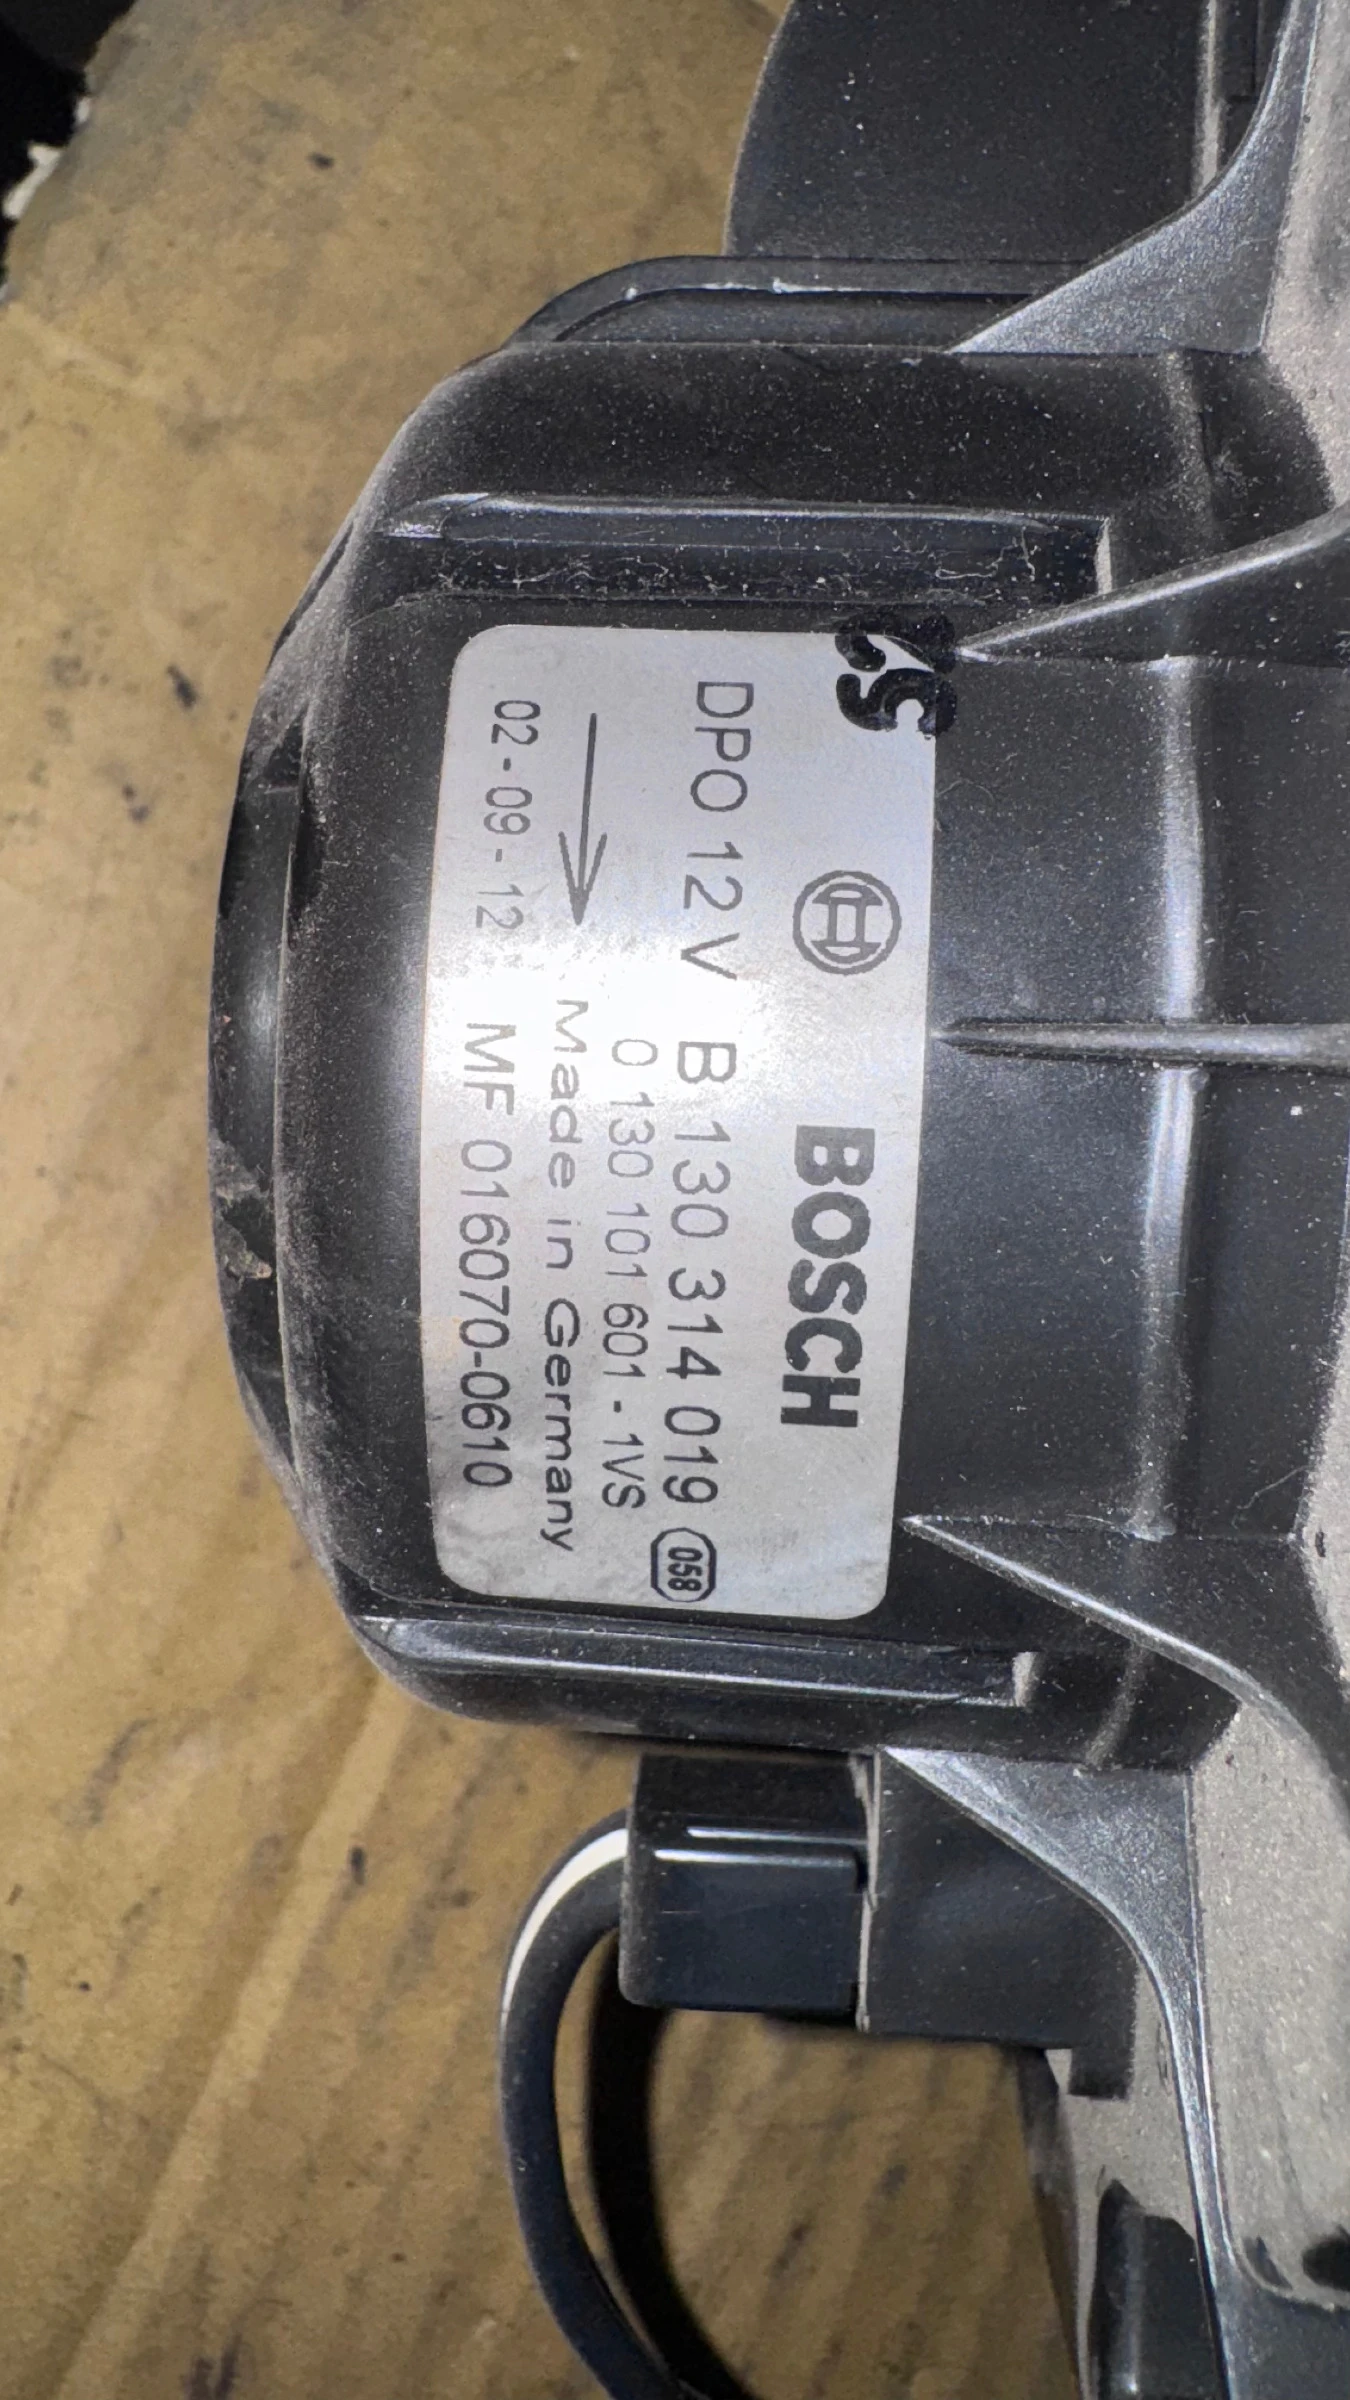 BOSCH
DPO 12 V B 130 314 019 058
0 130 101 601 - 1VS
Made in Germany
02 - 09 - 12 MF 016070-0610